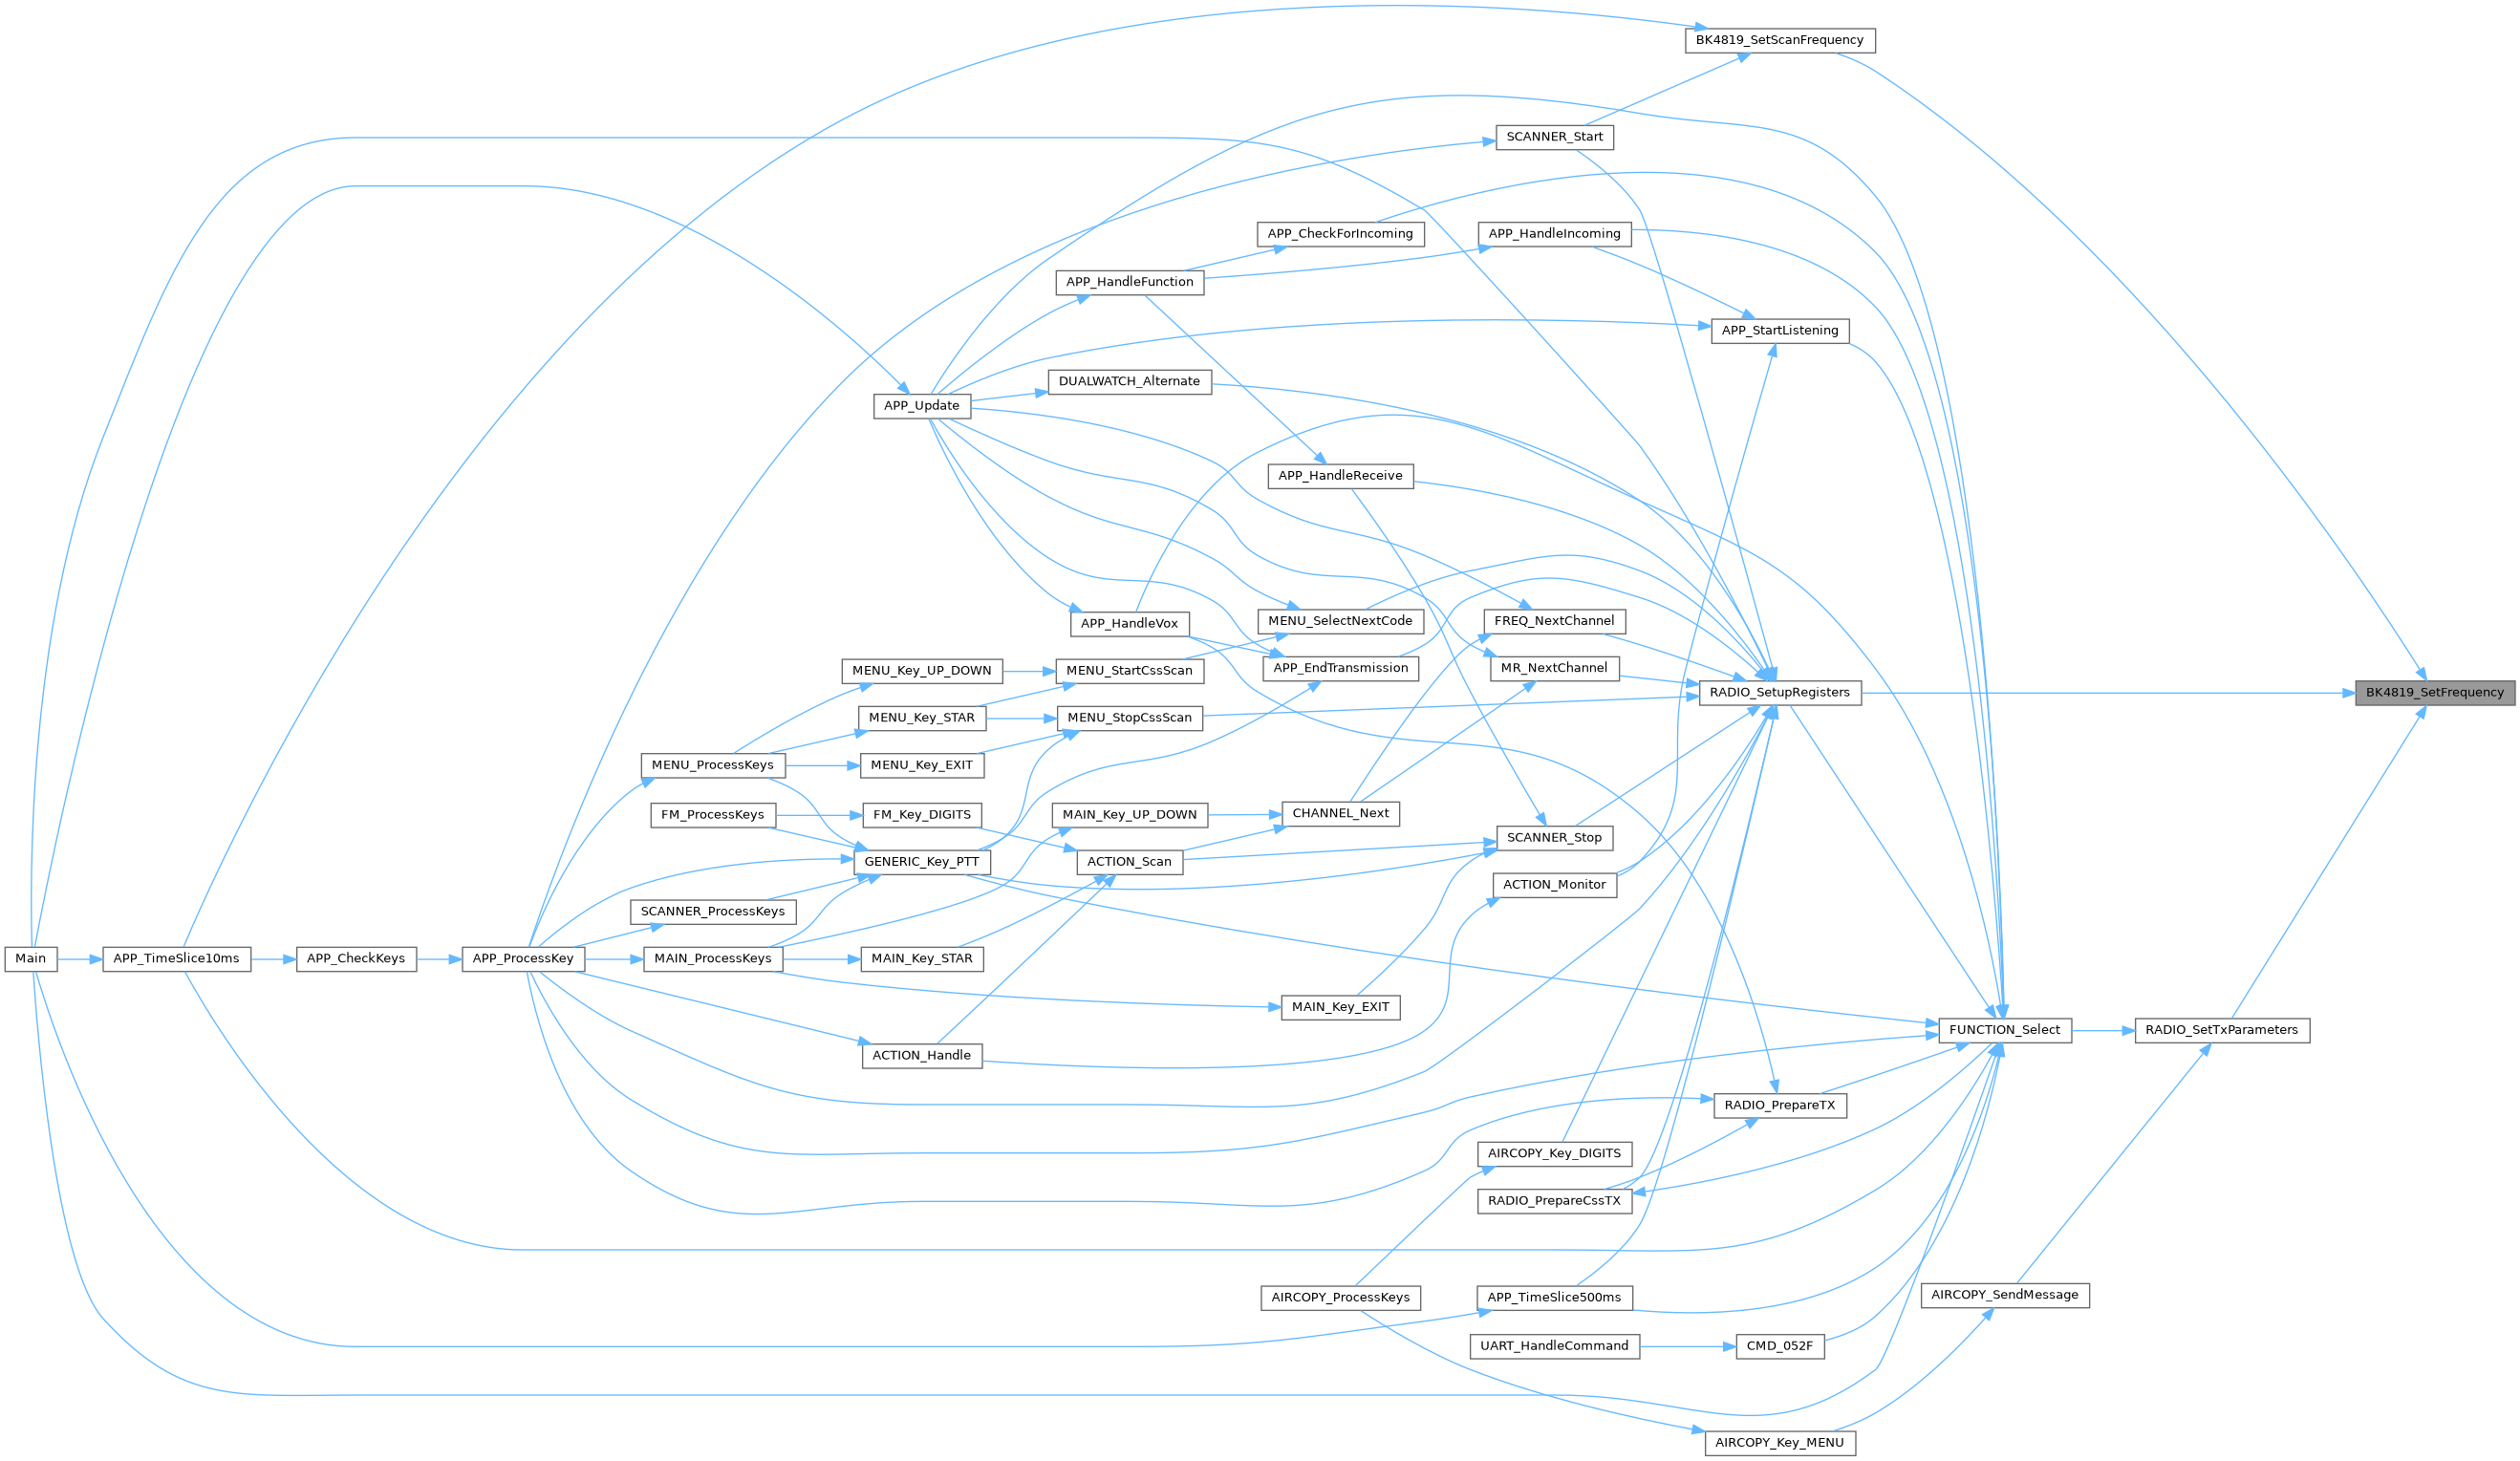 BK4819_SetScanFrequency
SCANNER_Start
APP_CheckForIncoming
APP_HandleIncoming
APP_HandleFunction
APP_StartListening
DUALWATCH_Alternate
APP_Update
APP_HandleReceive
APP_HandleVox
MENU_SelectNextCode
FREQ_NextChannel
MENU_Key_UP_DOWN
MENU_StartCssScan
APP_EndTransmission
MR_NextChannel
RADIO_SetupRegisters
BK4819_SetFrequency
MENU_Key_STAR
MENU_StopCssScan
MENU_ProcessKeys
MENU_Key_EXIT
FM_ProcessKeys
FM_Key_DIGITS
MAIN_Key_UP_DOWN
CHANNEL_Next
SCANNER_Stop
GENERIC_Key_PTT
ACTION_Scan
ACTION_Monitor
SCANNER_ProcessKeys
Main
APP_TimeSlice10ms
APP_CheckKeys
APP_ProcessKey
MAIN_ProcessKeys
MAIN_Key_STAR
MAIN_Key_EXIT
FUNCTION_Select
RADIO_SetTxParameters
ACTION_Handle
RADIO_PrepareTX
AIRCOPY_Key_DIGITS
RADIO_PrepareCssTX
AIRCOPY_ProcessKeys
APP_TimeSlice500ms
AIRCOPY_SendMessage
UART_HandleCommand
CMD_052F
AIRCOPY_Key_MENU